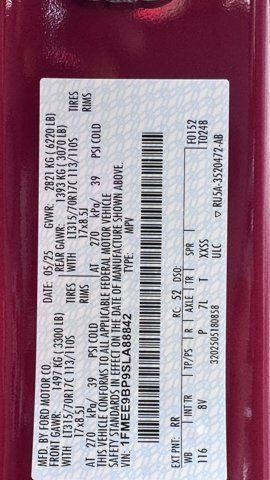 MFD. BY FORD MOTOR CO.
DATE: 05/25 GVWR: 2821 KG ( 6220 LB)
FRONT GAWR: 1497 KG (3300 LB) REAR GAWR: 1393 KG ( 3070 LB)
WITH LT315/70R17C 113/110S TIRES WITH LT315/70R17C 113/110S TIRES
17x8.5J RIMS 17x8.5J RIMS
AT 270 kPa/ 39 PSI COLD AT 270 kPa/ 39 PSI COLD
THIS VEHICLE CONFORMS TO ALL APPLICABLE FEDERAL MOTOR VEHICLE
SAFETY STANDARDS IN EFFECT ON THE DATE OF MANUFACTURE SHOWN ABOVE.
VIN: 1FMEE9BP9SLA88842 TYPE: MPV
F0152
T0248
EXT PNT: RR RC: 52 DSO:
WB INT TR TP/PS R AXLE TR SPR
116 8V P 7L T XXSS
ULC
3202505180858 RU5A-3520472-AB